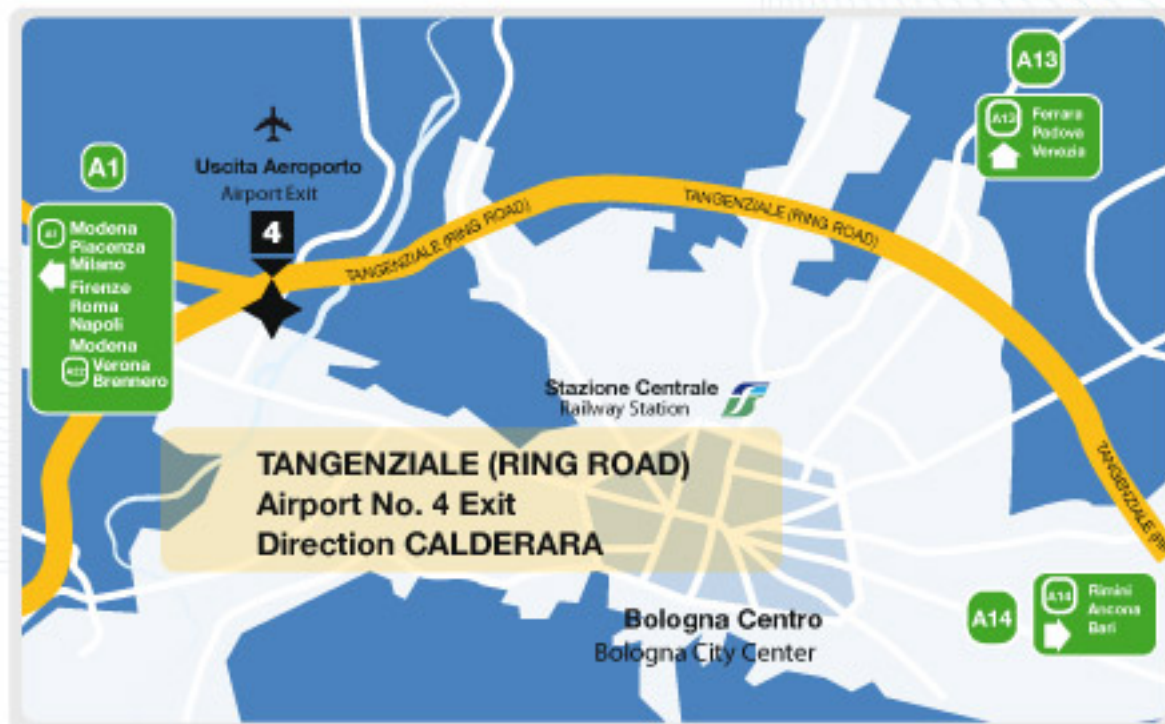 A13
A13 Ferrara
Padova
Venezia
Uscita Aeroporto
Airport Exit
4
A1
A1 Modena
Piacenza
Milano
Firenze
Roma
Napoli
Modena
A22 Verona
Brennero
TANGENZIALE (RING ROAD)
TANGENZIALE (RING ROAD)
Stazione Centrale
Railway Station
TANGENZIALE (RING ROAD)
Airport No. 4 Exit
Direction CALDERARA
TANGENZIALE (RI
Bologna Centro
Bologna City Center
A14
A14 Rimini
Ancona
Bari